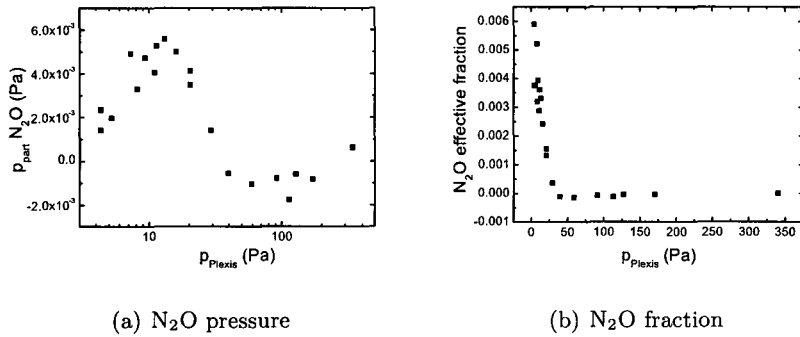 6.0x10⁻³
4.0x10⁻³
2.0x10⁻³
0.0
-2.0x10⁻³
p_part N₂O (Pa)
10
100
p_Plexis (Pa)
(a) N₂O pressure
0.006
0.005
0.004
0.003
0.002
0.001
0.000
-0.001
N₂O effective fraction
0
50
100
150
200
250
300
350
p_Plexis (Pa)
(b) N₂O fraction